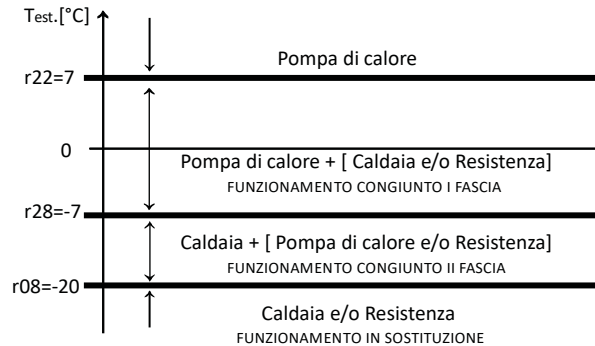 Test.[°C]
Pompa di calore
r22=7
0
Pompa di calore + [ Caldaia e/o Resistenza]
FUNZIONAMENTO CONGIUNTO I FASCIA
r28=-7
Caldaia + [ Pompa di calore e/o Resistenza]
FUNZIONAMENTO CONGIUNTO II FASCIA
r08=-20
Caldaia e/o Resistenza
FUNZIONAMENTO IN SOSTITUZIONE